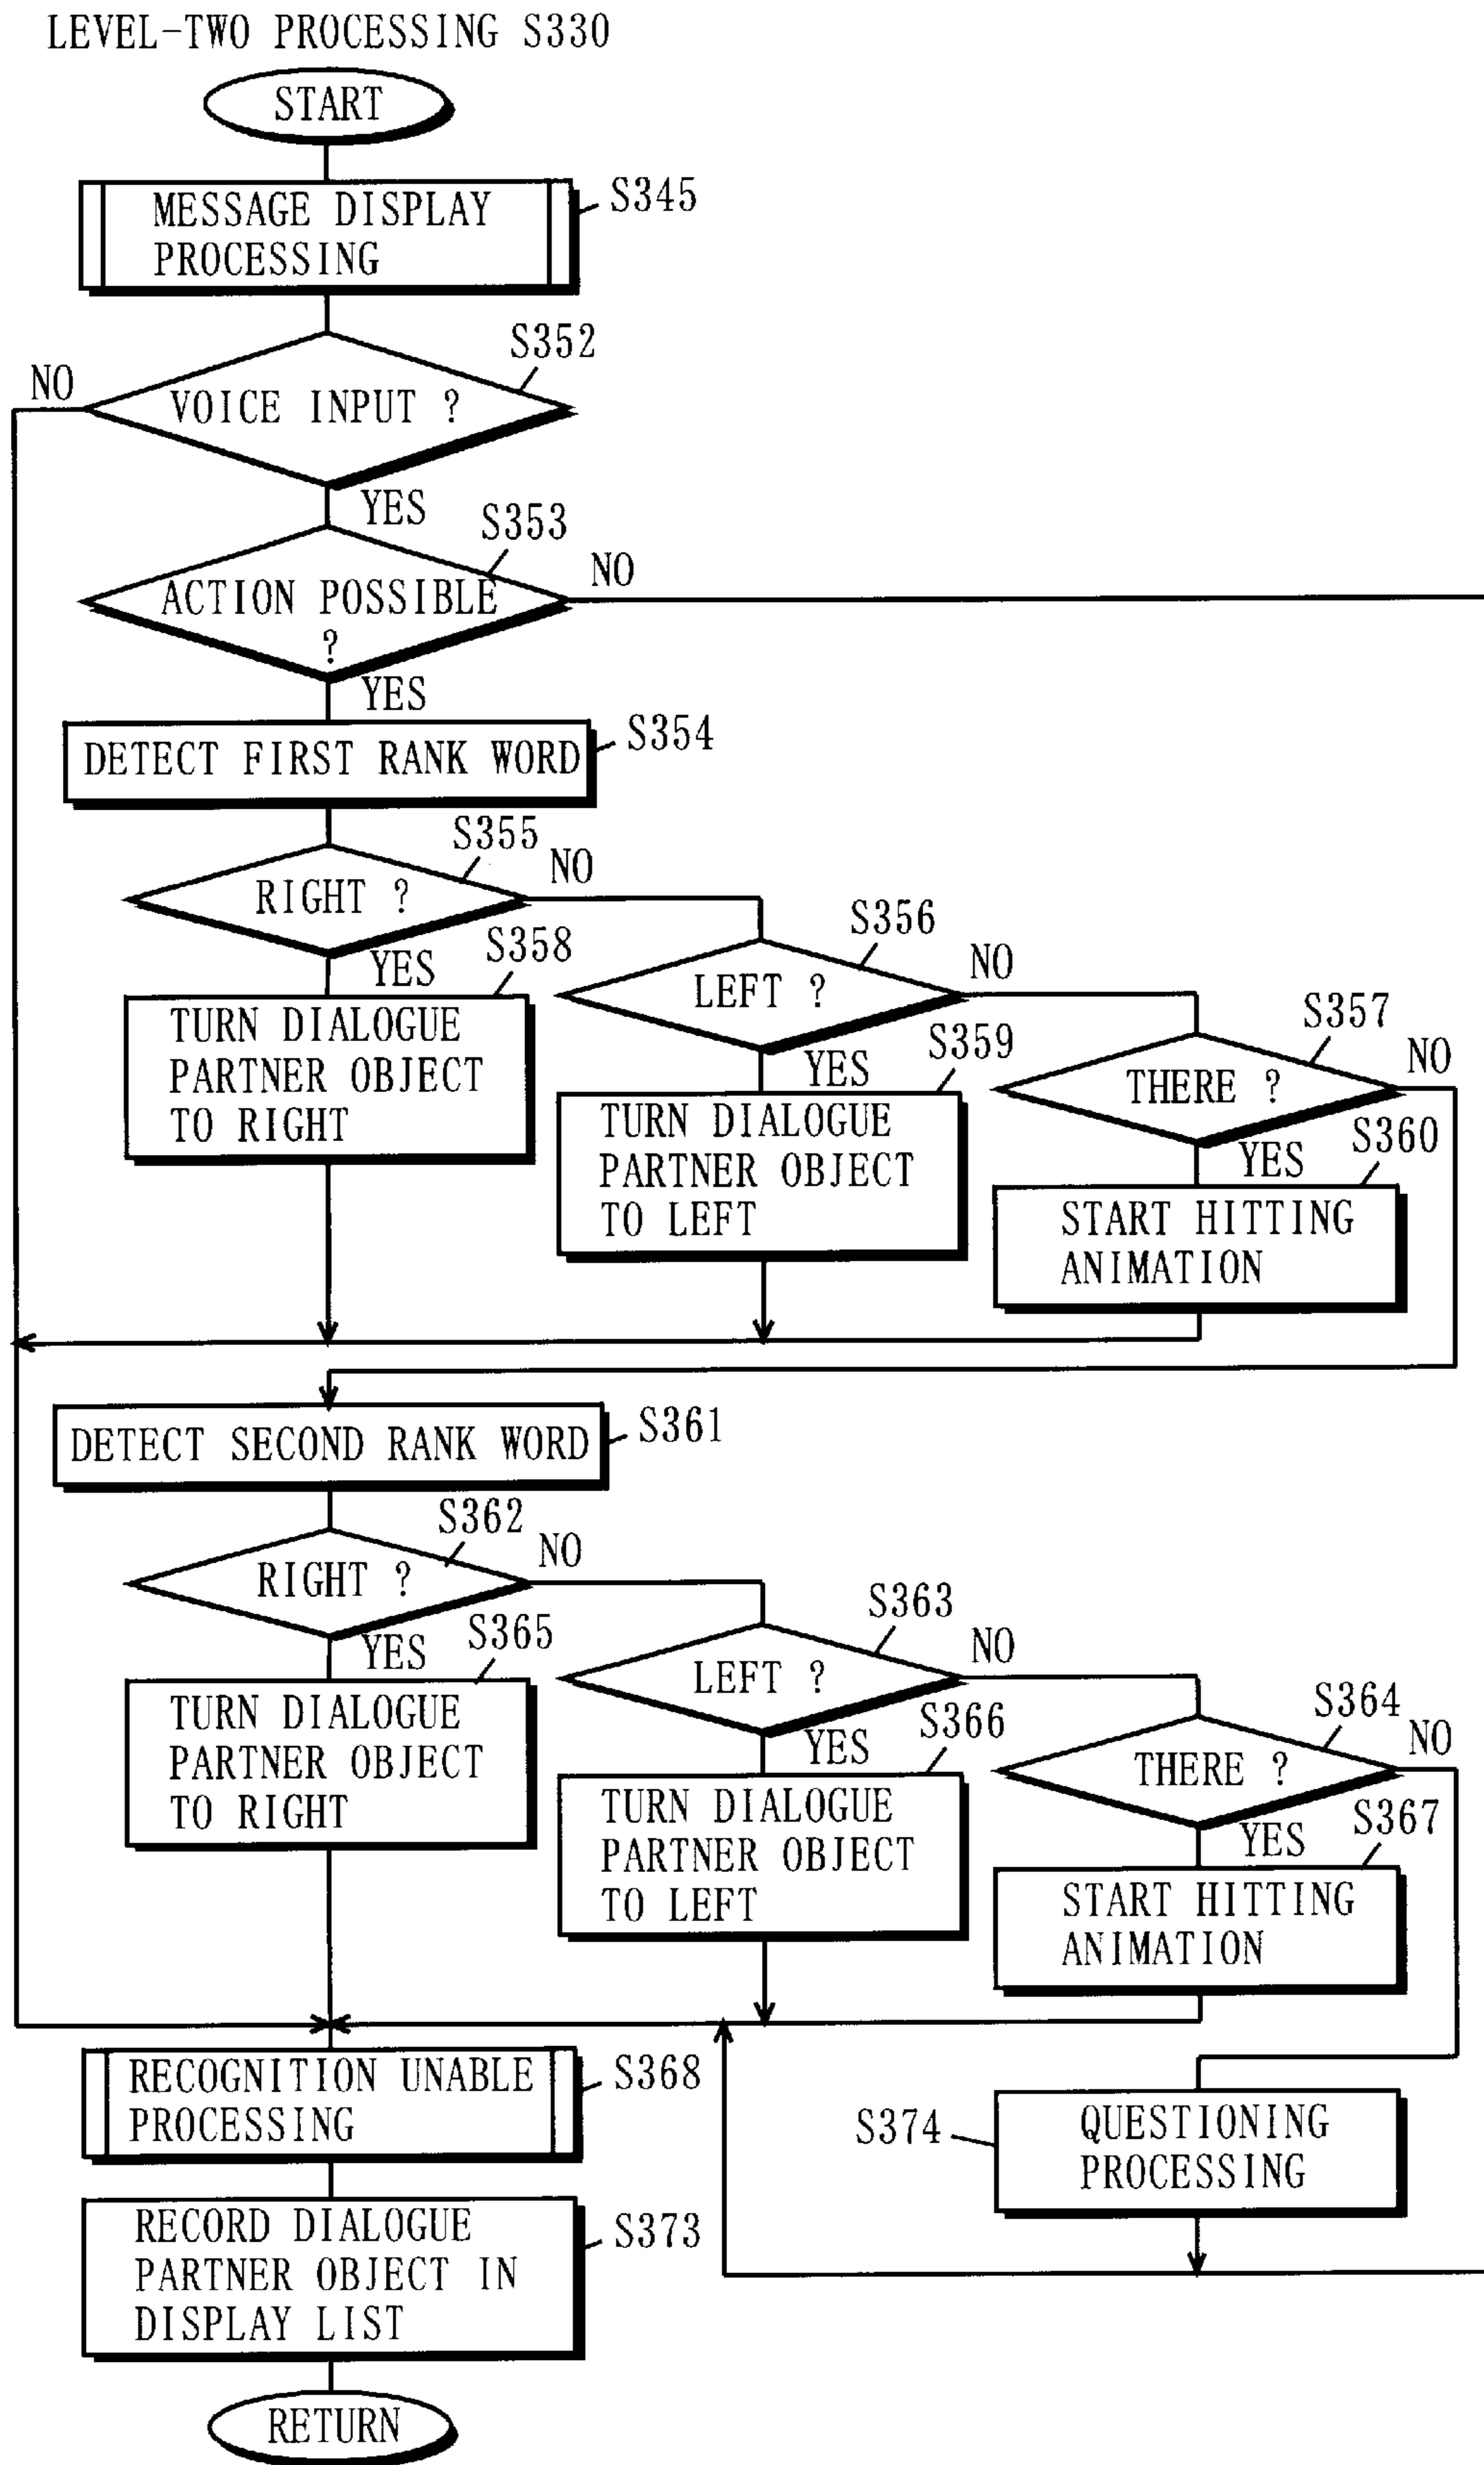 LEVEL-TWO PROCESSING S330
START
MESSAGE DISPLAY
PROCESSING
S345
S352
NO
VOICE INPUT ?
YES
S353
NO
ACTION POSSIBLE
?
YES
DETECT FIRST RANK WORD
S354
S355
NO
RIGHT ?
YES
S358
S356
NO
LEFT ?
TURN DIALOGUE
PARTNER OBJECT
TO RIGHT
YES
S359
S357
NO
THERE ?
TURN DIALOGUE
PARTNER OBJECT
TO LEFT
YES
S360
START HITTING
ANIMATION
DETECT SECOND RANK WORD
S361
S362
NO
RIGHT ?
YES
S365
S363
NO
LEFT ?
TURN DIALOGUE
PARTNER OBJECT
TO RIGHT
YES
S366
S364
NO
THERE ?
TURN DIALOGUE
PARTNER OBJECT
TO LEFT
YES
S367
START HITTING
ANIMATION
RECOGNITION UNABLE
PROCESSING
S368
S374
QUESTIONING
PROCESSING
RECORD DIALOGUE
PARTNER OBJECT IN
DISPLAY LIST
S373
RETURN